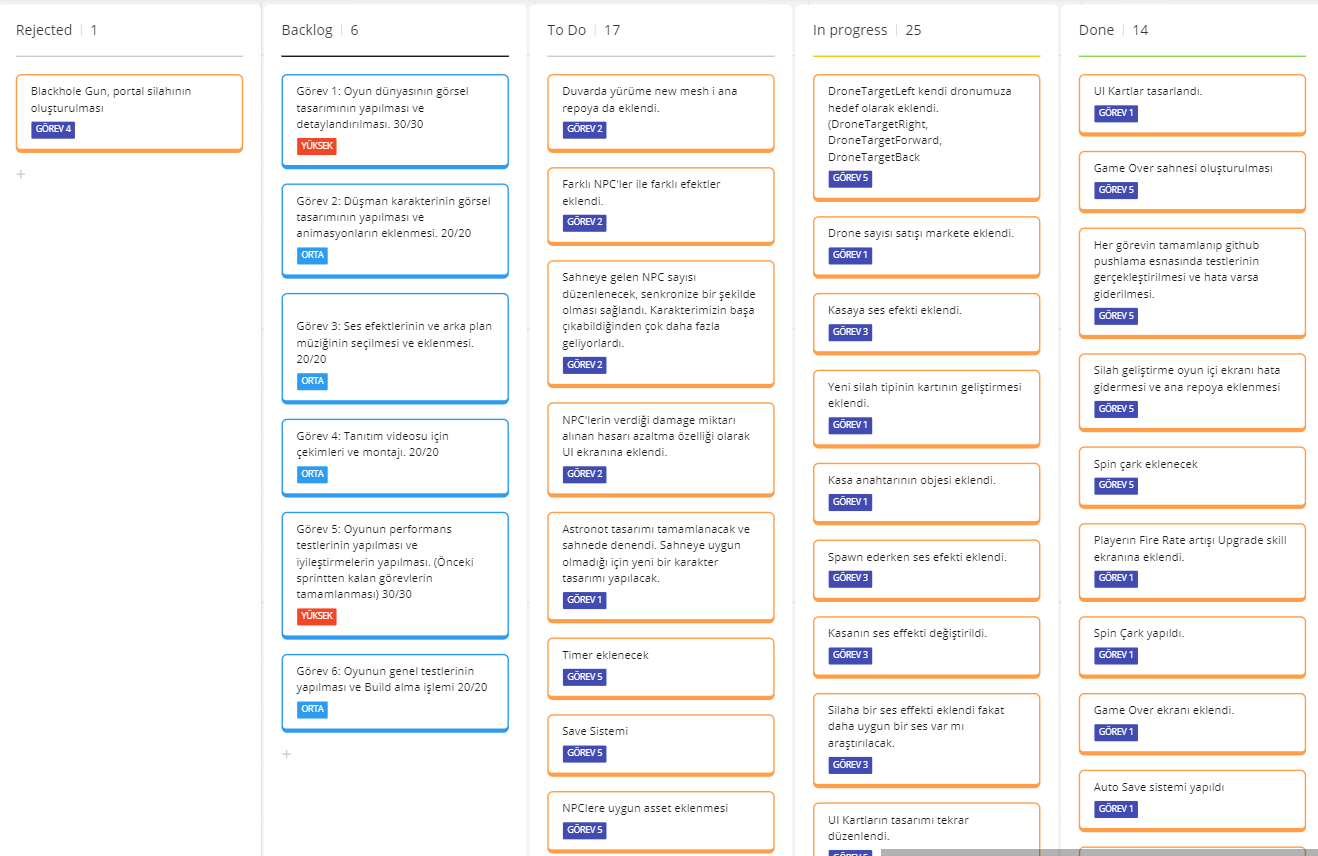 Rejected 1
Blackhole Gun, portal silahının
oluşturulması
GÖREV 4
Backlog 6
Görev 1: Oyun dünyasının görsel
tasarımının yapılması ve
detaylandırılması. 30/30
YÜKSEK
Görev 2: Düşman karakterinin görsel
tasarımının yapılması ve
animasyonların eklenmesi. 20/20
ORTA
Görev 3: Ses efektlerinin ve arka plan
müziğinin seçilmesi ve eklenmesi.
20/20
ORTA
Görev 4: Tanıtım videosu için
çekimleri ve montajı. 20/20
ORTA
Görev 5: Oyunun performans
testlerinin yapılması ve
iyileştirmelerin yapılması. (Önceki
sprintten kalan görevlerin
tamamlanması) 30/30
YÜKSEK
Görev 6: Oyunun genel testlerinin
yapılması ve Build alma işlemi 20/20
ORTA
To Do 17
Duvarda yürüme new mesh i ana
repoya da eklendi.
GÖREV 2
Farklı NPC'ler ile farklı efektler
eklendi.
GÖREV 2
Sahneye gelen NPC sayısı
düzenlenecek, senkronize bir şekilde
olması sağlandı. Karakterimizin başa
çıkabildiğinden çok daha fazla
geliyorlardı.
GÖREV 2
NPC'lerin verdiği damage miktarı
alınan hasarı azaltma özelliği olarak
UI ekranına eklendi.
GÖREV 2
Astronot tasarımı tamamlanacak ve
sahnede denendi. Sahneye uygun
olmadığı için yeni bir karakter
tasarımı yapılacak.
GÖREV 1
Timer eklenecek
GÖREV 5
Save Sistemi
GÖREV 5
NPClere uygun asset eklenmesi
GÖREV 5
In progress 25
DroneTargetLeft kendi dronumuza
hedef olarak eklendi.
(DroneTargetRight,
DroneTargetForward,
DroneTargetBack
GÖREV 5
Drone sayısı satışı markete eklendi.
GÖREV 1
Kasaya ses efekti eklendi.
GÖREV 3
Yeni silah tipinin kartının geliştirmesi
eklendi.
GÖREV 1
Kasa anahtarının objesi eklendi.
GÖREV 1
Spawn ederken ses efekti eklendi.
GÖREV 3
Kasanın ses effekti değiştirildi.
GÖREV 3
Silaha bir ses effekti eklendi fakat
daha uygun bir ses var mı
araştırılacak.
GÖREV 3
UI Kartların tasarımı tekrar
düzenlendi.
Done 14
UI Kartlar tasarlandı.
GÖREV 1
Game Over sahnesi oluşturulması
GÖREV 5
Her görevin tamamlanıp github
pushlama esnasında testlerinin
gerçekleştirilmesi ve hata varsa
giderilmesi.
GÖREV 5
Silah geliştirme oyun içi ekranı hata
gidermesi ve ana repoya eklenmesi
GÖREV 5
Spin çark eklenecek
GÖREV 5
Playerın Fire Rate artışı Upgrade skill
ekranına eklendi.
GÖREV 1
Spin Çark yapıldı.
GÖREV 1
Game Over ekranı eklendi.
GÖREV 1
Auto Save sistemi yapıldı
GÖREV 1